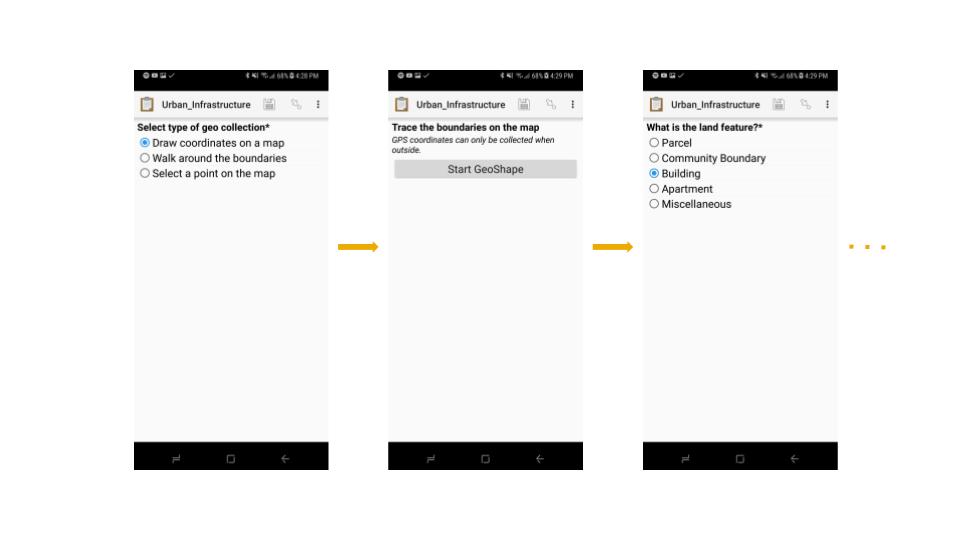 68% 4:28 PM
Urban_Infrastructure
Select type of geo collection*
Draw coordinates on a map
Walk around the boundaries
Select a point on the map
68% 4:29 PM
Urban_Infrastructure
Trace the boundaries on the map
GPS coordinates can only be collected when
outside.
Start GeoShape
68% 4:29 PM
Urban_Infrastructure
What is the land feature?*
Parcel
Community Boundary
Building
Apartment
Miscellaneous
. . .